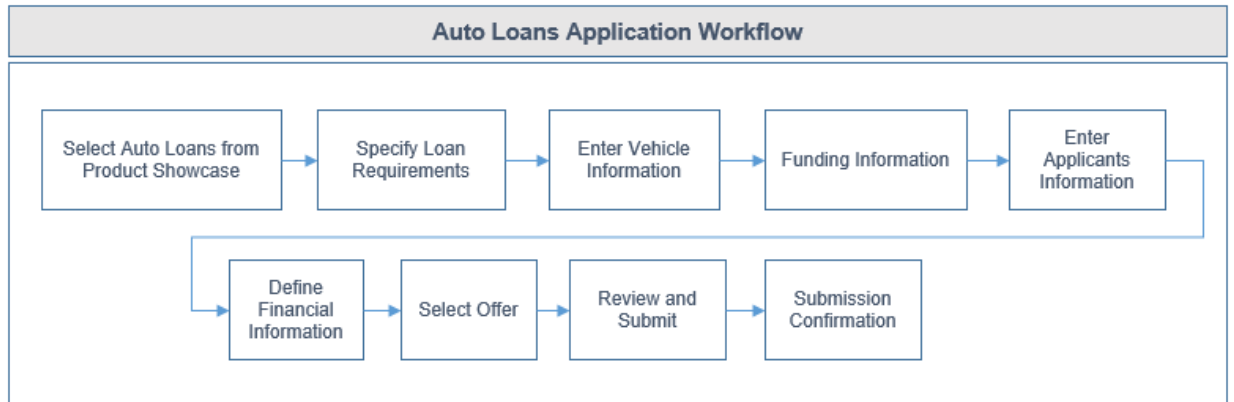 Auto Loans Application Workflow
Select Auto Loans from
Product Showcase
Specify Loan
Requirements
Enter Vehicle
Information
Funding Information
Enter
Applicants
Information
Define
Financial
Information
Select Offer
Review and
Submit
Submission
Confirmation